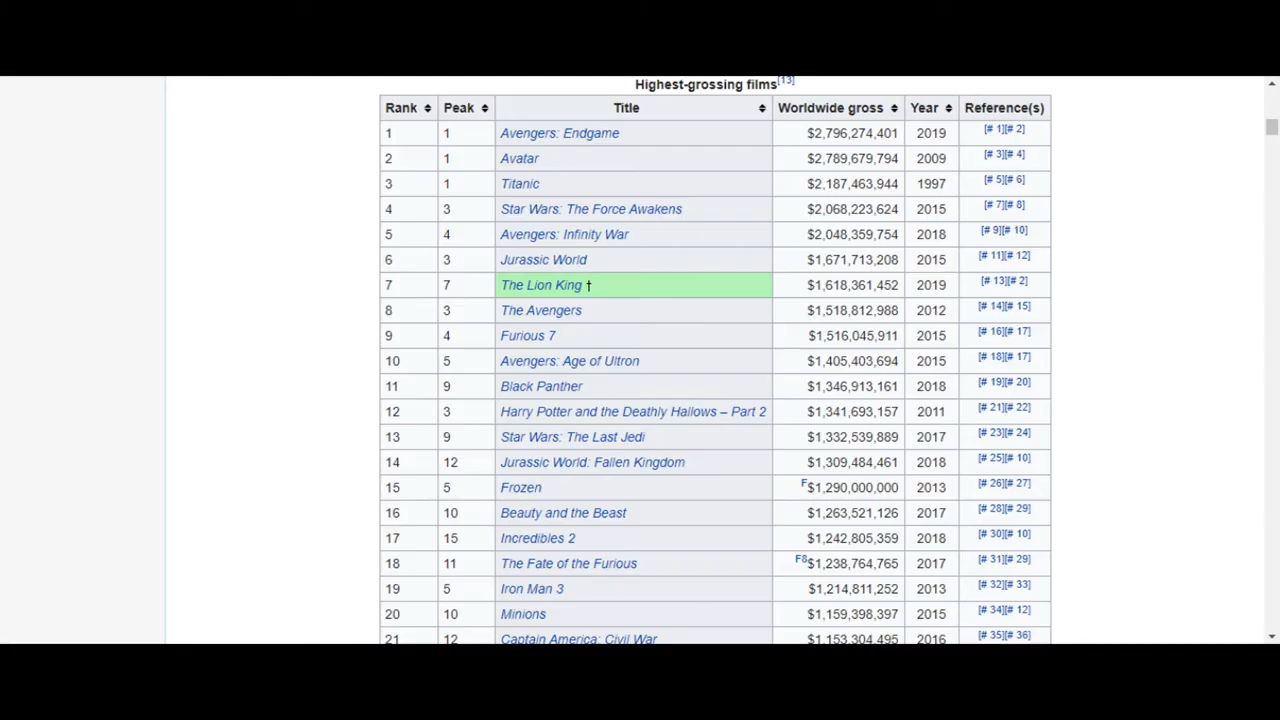 Highest-grossing films[13]
Rank Peak Title Worldwide gross Year Reference(s)
1 1 Avengers: Endgame $2,796,274,401 2019 [# 1][# 2]
2 1 Avatar $2,789,679,794 2009 [# 3][# 4]
3 1 Titanic $2,187,463,944 1997 [# 5][# 6]
4 3 Star Wars: The Force Awakens $2,068,223,624 2015 [# 7][# 8]
5 4 Avengers: Infinity War $2,048,359,754 2018 [# 9][# 10]
6 3 Jurassic World $1,671,713,208 2015 [# 11][# 12]
7 7 The Lion King † $1,618,361,452 2019 [# 13][# 2]
8 3 The Avengers $1,518,812,988 2012 [# 14][# 15]
9 4 Furious 7 $1,516,045,911 2015 [# 16][# 17]
10 5 Avengers: Age of Ultron $1,405,403,694 2015 [# 18][# 17]
11 9 Black Panther $1,346,913,161 2018 [# 19][# 20]
12 3 Harry Potter and the Deathly Hallows – Part 2 $1,341,693,157 2011 [# 21][# 22]
13 9 Star Wars: The Last Jedi $1,332,539,889 2017 [# 23][# 24]
14 12 Jurassic World: Fallen Kingdom $1,309,484,461 2018 [# 25][# 10]
15 5 Frozen F$1,290,000,000 2013 [# 26][# 27]
16 10 Beauty and the Beast $1,263,521,126 2017 [# 28][# 29]
17 15 Incredibles 2 $1,242,805,359 2018 [# 30][# 10]
18 11 The Fate of the Furious F8$1,238,764,765 2017 [# 31][# 29]
19 5 Iron Man 3 $1,214,811,252 2013 [# 32][# 33]
20 10 Minions $1,159,398,397 2015 [# 34][# 12]
21 12 Captain America: Civil War $1,153,304,495 2016 [# 35][# 36]